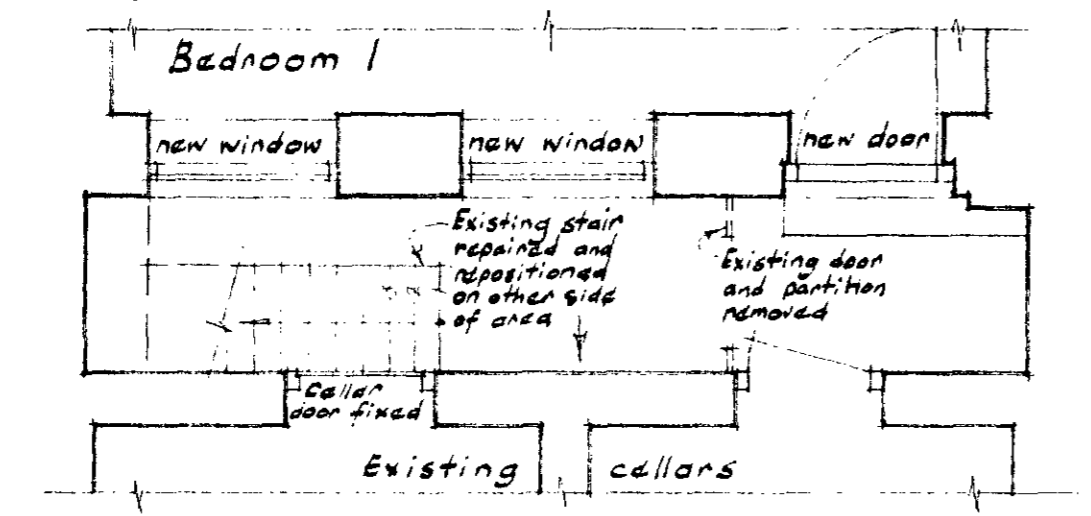 Bedroom 1
new window
new window
new door
Existing stair
repaired and
repositioned
on other side
of area
Existing door
and partition
removed
Cellar
door fixed
Existing cellars